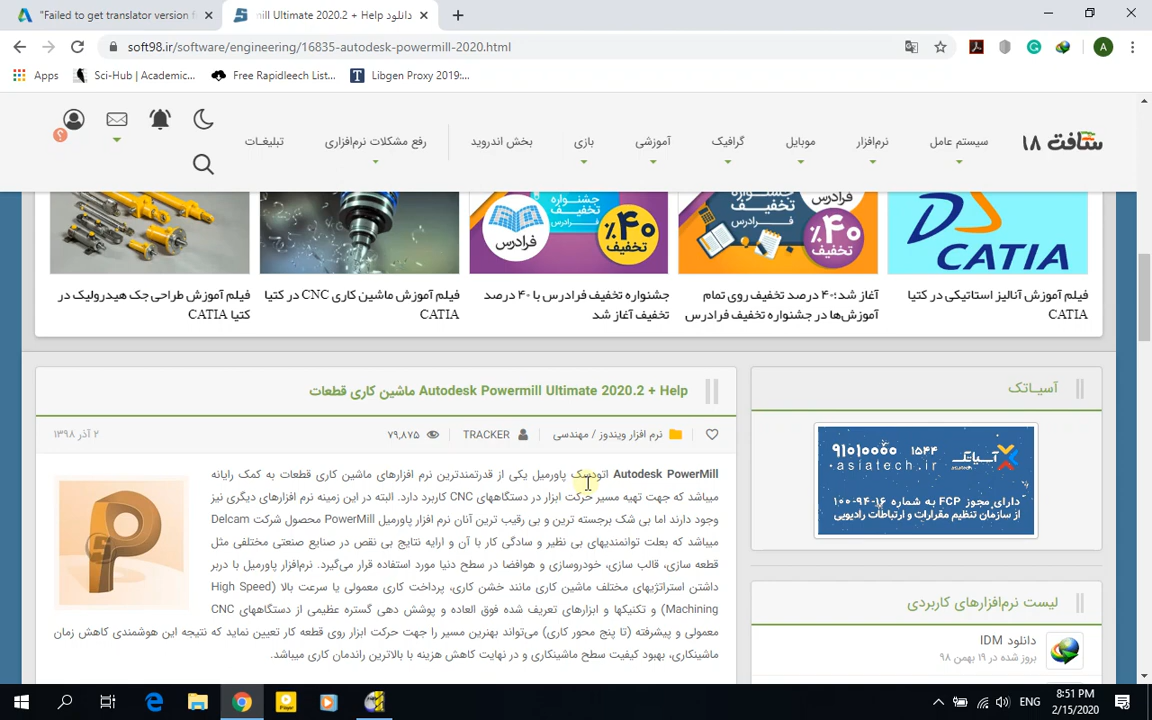 "Failed to get translator version f
دانلود Powermill Ultimate 2020.2 + Help
soft98.ir/software/engineering/16835-autodesk-powermill-2020.html
A
Apps
Sci-Hub | Academic...
Free Rapidleech List...
Libgen Proxy 2019:...
سافت ۱۸
سیستم عامل
نرم‌افزار
موبایل
گرافیک
آموزشی
بازی
بخش اندروید
رفع مشکلات نرم‌افزاری
تبلیغات
؟
CATIA
جشنواره تخفیف فرادرس
۴۰٪ تخفیف
جشنواره تخفیف فرادرس
۴۰٪ تخفیف
فیلم آموزش آنالیز استاتیکی در کتیا
CATIA
آغاز شد؛ ۴۰ درصد تخفیف روی تمام
آموزش‌ها در جشنواره تخفیف فرادرس
جشنواره تخفیف فرادرس با ۴۰ درصد
تخفیف آغاز شد
فیلم آموزش ماشین کاری CNC در کتیا
CATIA
فیلم آموزش طراحی جک هیدرولیک در
کتیا CATIA
آسیـاتک
آسیاتک
۹۱۰۱۰۰۰۰ ۱۵۴۴
asiatech.ir
دارای مجوز FCP به شماره ۱۶-۹۴-۱۰۰
از سازمان تنظیم مقررات و ارتباطات رادیویی
لیست نرم‌افزارهای کاربردی
دانلود IDM
بروز شده در ۱۹ بهمن ۹۸
Autodesk Powermill Ultimate 2020.2 + Help ماشین کاری قطعات
نرم افزار ویندوز / مهندسی
TRACKER
۷۹,۸۷۵
۲ آذر ۱۳۹۸
Autodesk PowerMill اتودسک پاورمیل یکی از قدرتمندترین نرم افزارهای ماشین کاری قطعات به کمک رایانه
میباشد که جهت تهیه مسیر حرکت ابزار در دستگاههای CNC کاربرد دارد. البته در این زمینه نرم افزارهای دیگری نیز
وجود دارند اما بی شک برجسته ترین و بی رقیب ترین آنان نرم افزار پاورمیل PowerMill محصول شرکت Delcam
میباشد که بعلت توانمندیهای بی نظیر و سادگی کار با آن و ارایه نتایج بی نقص در صنایع صنعتی مختلفی مثل
قطعه سازی، قالب سازی، خودروسازی و هوافضا در سطح دنیا مورد استفاده قرار می‌گیرد. نرم‌افزار پاورمیل با دربر
داشتن استراتژیهای مختلف ماشین کاری مانند خشن کاری، پرداخت کاری معمولی یا سرعت بالا (High Speed
Machining) و تکنیکها و ابزارهای تعریف شده فوق العاده و پوشش دهی گستره عظیمی از دستگاههای CNC
معمولی و پیشرفته (تا پنج محور کاری) می‌تواند بهترین مسیر را جهت حرکت ابزار روی قطعه کار تعیین نماید که نتیجه این هوشمندی کاهش زمان
ماشینکاری، بهبود کیفیت سطح ماشینکاری و در نهایت کاهش هزینه با بالاترین راندمان کاری میباشد.
Player
ENG
8:51 PM
2/15/2020